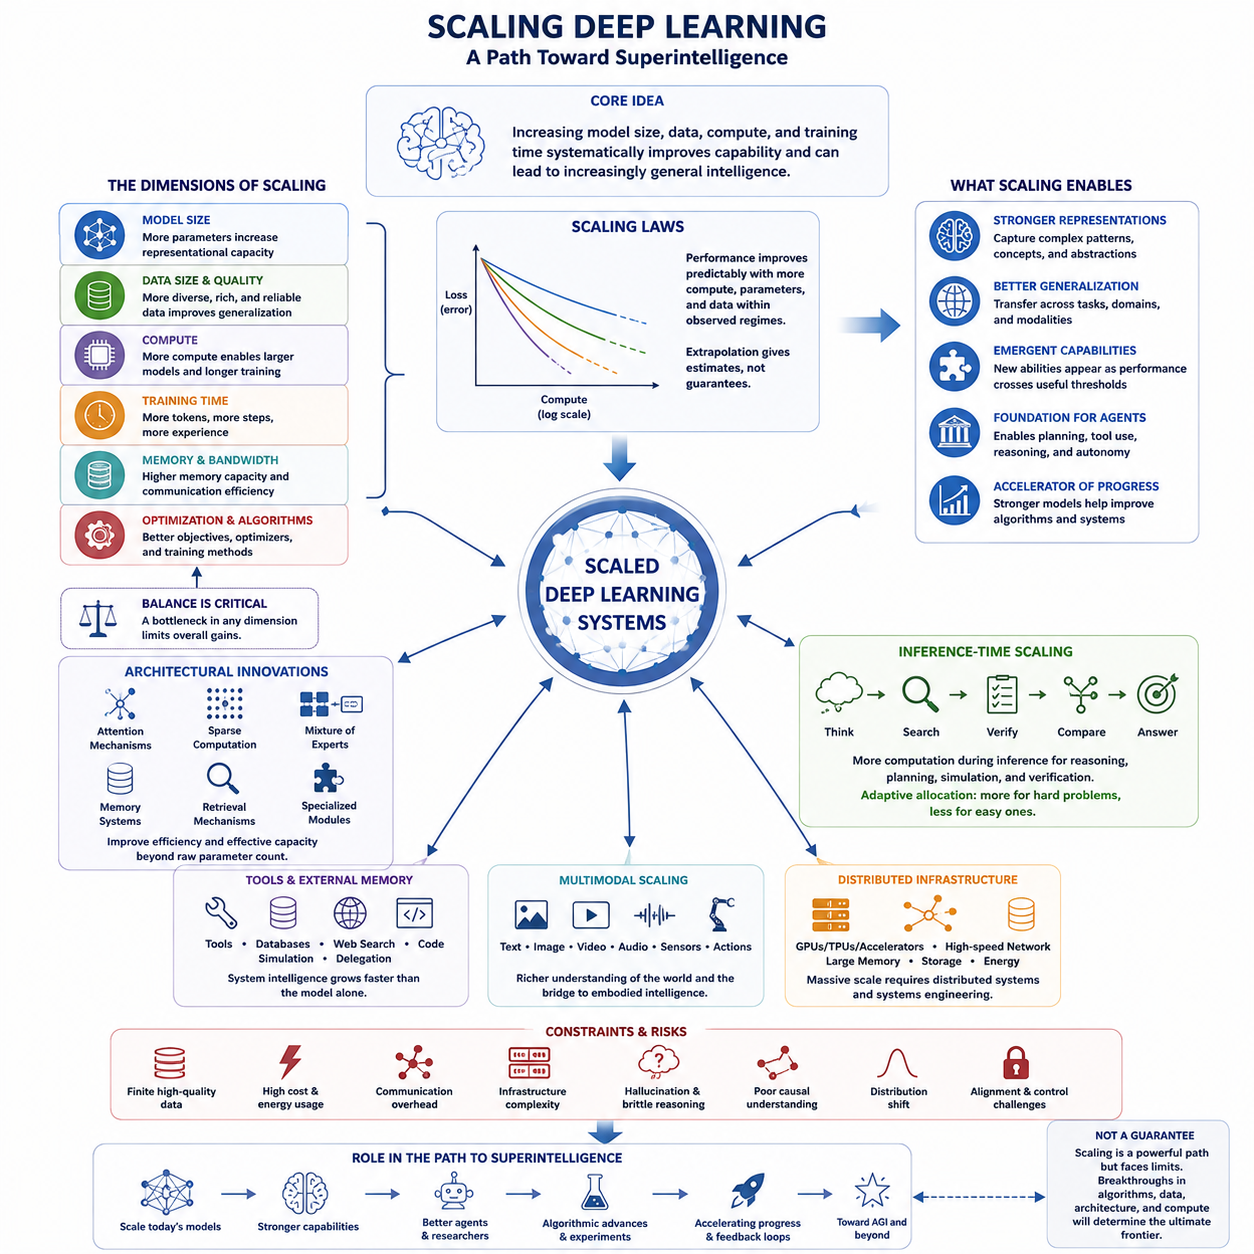 SCALING DEEP LEARNING
A Path Toward Superintelligence
CORE IDEA
Increasing model size, data, compute, and training
time systematically improves capability and can
lead to increasingly general intelligence.
THE DIMENSIONS OF SCALING
MODEL SIZE
More parameters increase
representational capacity
DATA SIZE & QUALITY
More diverse, rich, and reliable
data improves generalization
COMPUTE
More compute enables larger
models and longer training
TRAINING TIME
More tokens, more steps,
more experience
MEMORY & BANDWIDTH
Higher memory capacity and
communication efficiency
OPTIMIZATION & ALGORITHMS
Better objectives, optimizers,
and training methods
BALANCE IS CRITICAL
A bottleneck in any dimension
limits overall gains.
SCALING LAWS
Loss
(error)
Compute
(log scale)
Performance improves
predictably with more
compute, parameters,
and data within
observed regimes.
Extrapolation gives
estimates, not
guarantees.
WHAT SCALING ENABLES
STRONGER REPRESENTATIONS
Capture complex patterns,
concepts, and abstractions
BETTER GENERALIZATION
Transfer across tasks, domains,
and modalities
EMERGENT CAPABILITIES
New abilities appear as performance
crosses useful thresholds
FOUNDATION FOR AGENTS
Enables planning, tool use,
reasoning, and autonomy
ACCELERATOR OF PROGRESS
Stronger models help improve
algorithms and systems
SCALED
DEEP LEARNING
SYSTEMS
ARCHITECTURAL INNOVATIONS
Attention
Mechanisms
Sparse
Computation
Mixture of
Experts
Memory
Systems
Retrieval
Mechanisms
Specialized
Modules
Improve efficiency and effective capacity
beyond raw parameter count.
INFERENCE-TIME SCALING
Think
Search
Verify
Compare
Answer
More computation during inference for reasoning,
planning, simulation, and verification.
Adaptive allocation: more for hard problems,
less for easy ones.
TOOLS & EXTERNAL MEMORY
Tools • Databases • Web Search • Code
Simulation • Delegation
System intelligence grows faster than
the model alone.
MULTIMODAL SCALING
Text • Image • Video • Audio • Sensors • Actions
Richer understanding of the world and the
bridge to embodied intelligence.
DISTRIBUTED INFRASTRUCTURE
GPUs/TPUs/Accelerators • High-speed Network
Large Memory • Storage • Energy
Massive scale requires distributed systems
and systems engineering.
CONSTRAINTS & RISKS
Finite high-quality
data
High cost &
energy usage
Communication
overhead
Infrastructure
complexity
Hallucination &
brittle reasoning
Poor causal
understanding
Distribution
shift
Alignment & control
challenges
ROLE IN THE PATH TO SUPERINTELLIGENCE
Scale today's models
Stronger capabilities
Better agents
& researchers
Algorithmic advances
& experiments
Accelerating progress
& feedback loops
Toward AGI and
beyond
NOT A GUARANTEE
Scaling is a powerful path
but faces limits.
Breakthroughs in
algorithms, data,
architecture, and compute
will determine the ultimate
frontier.